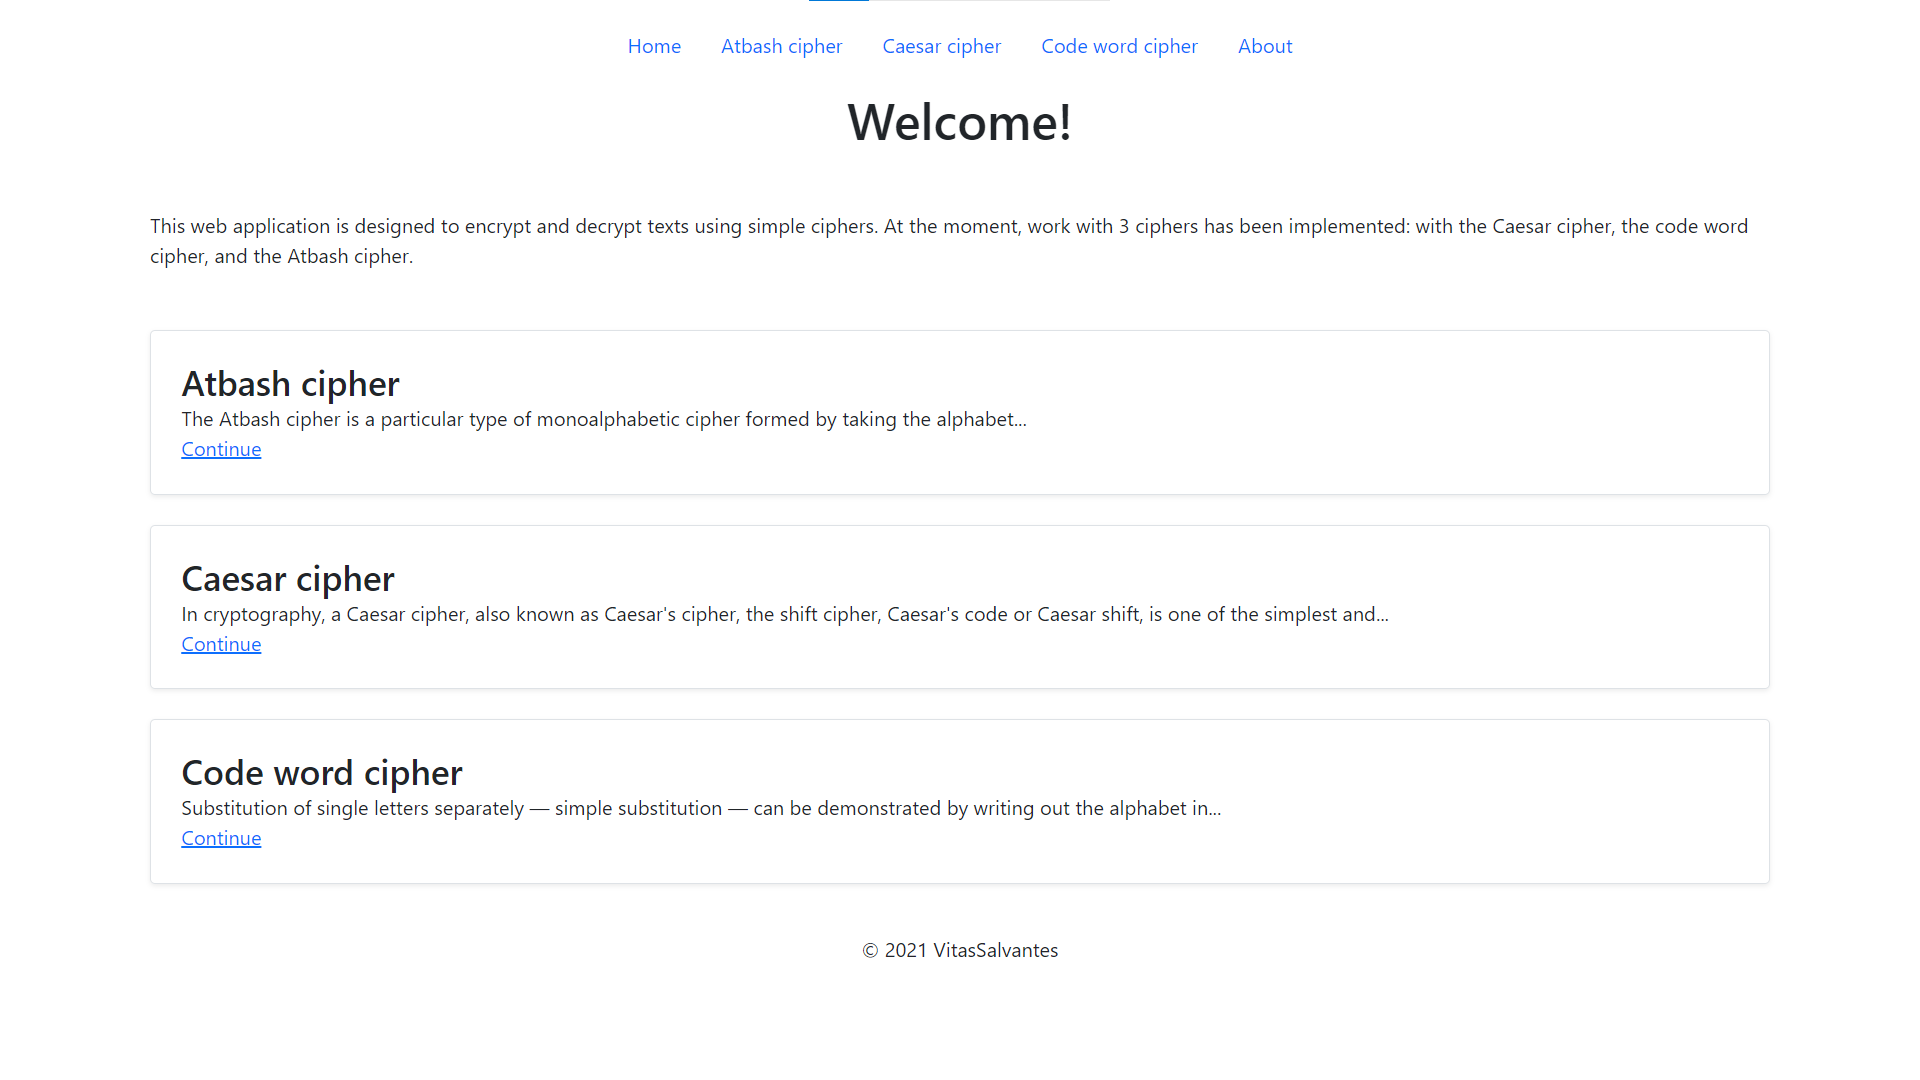 Home Atbash cipher Caesar cipher Code word cipher About
Welcome!
This web application is designed to encrypt and decrypt texts using simple ciphers. At the moment, work with 3 ciphers has been implemented: with the Caesar cipher, the code word
cipher, and the Atbash cipher.
Atbash cipher
The Atbash cipher is a particular type of monoalphabetic cipher formed by taking the alphabet...
Continue
Caesar cipher
In cryptography, a Caesar cipher, also known as Caesar's cipher, the shift cipher, Caesar's code or Caesar shift, is one of the simplest and...
Continue
Code word cipher
Substitution of single letters separately — simple substitution — can be demonstrated by writing out the alphabet in...
Continue
© 2021 VitasSalvantes